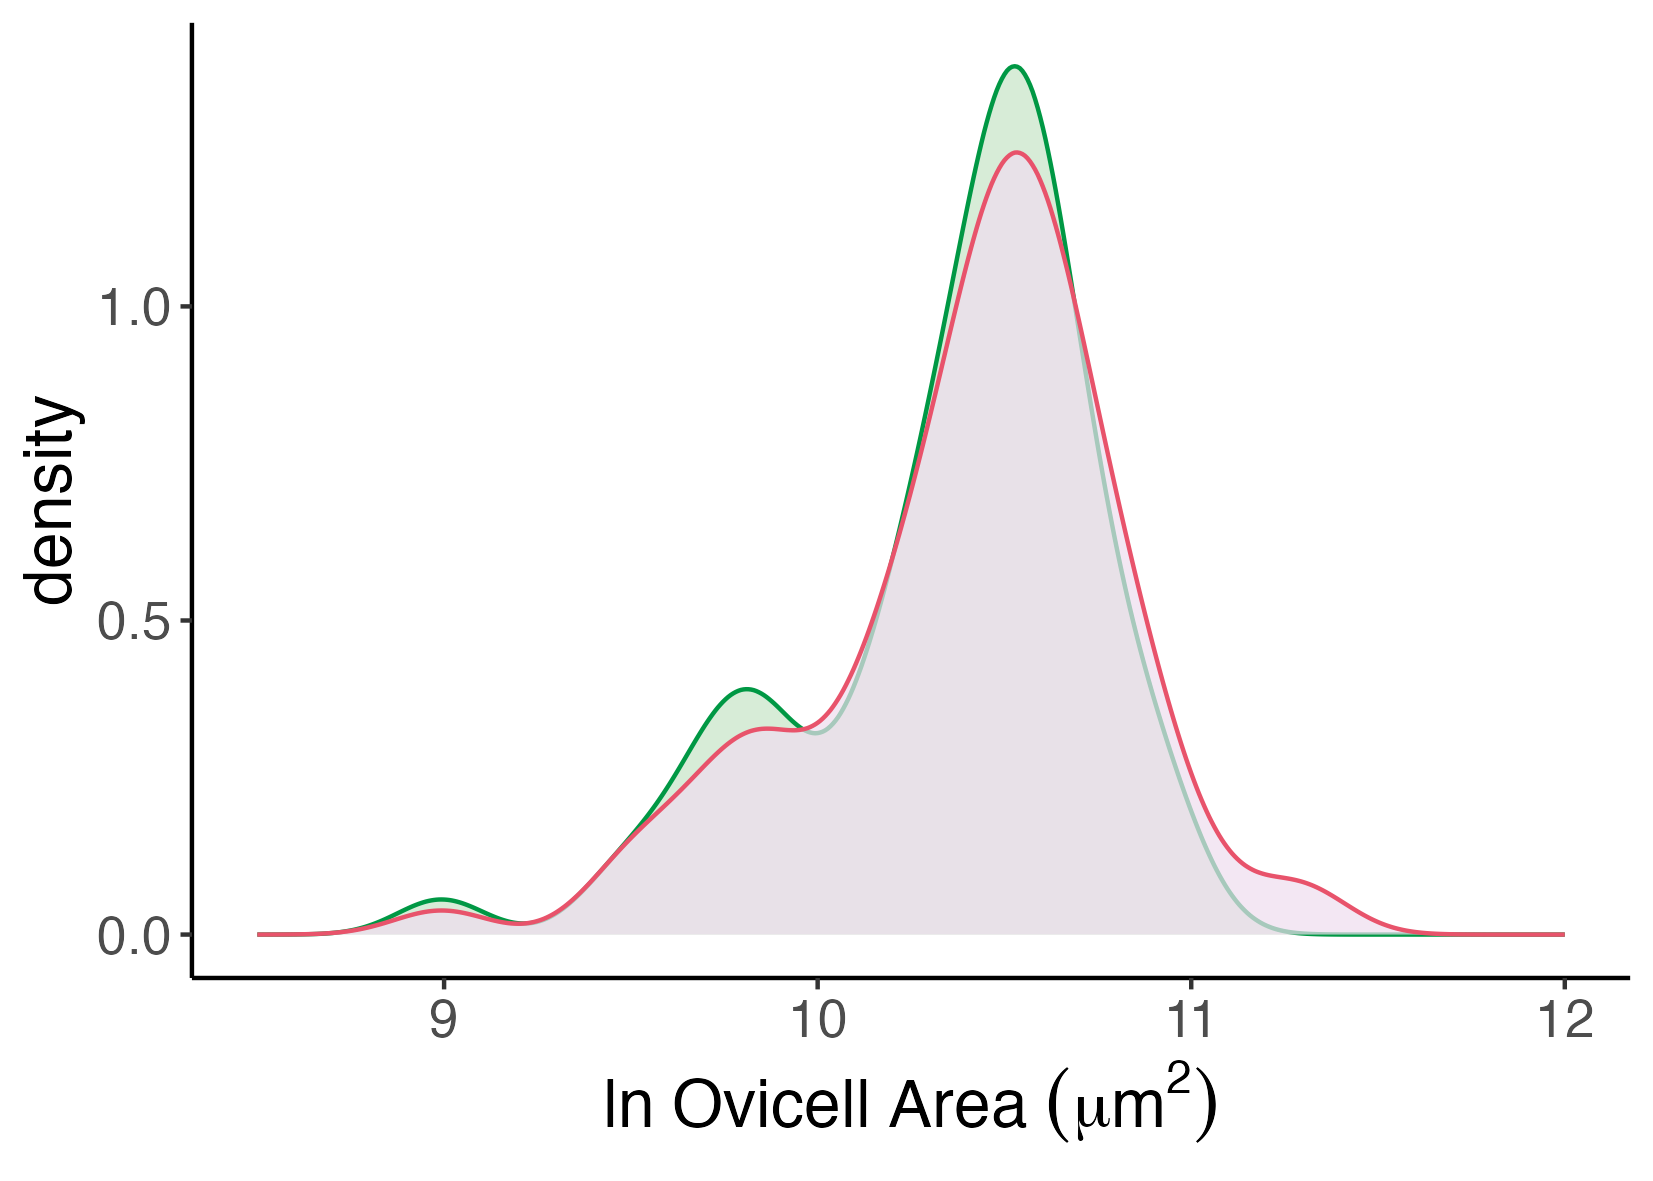 density
1.0
0.5
0.0
9 10 11 12
ln Ovicell Area (μm²)